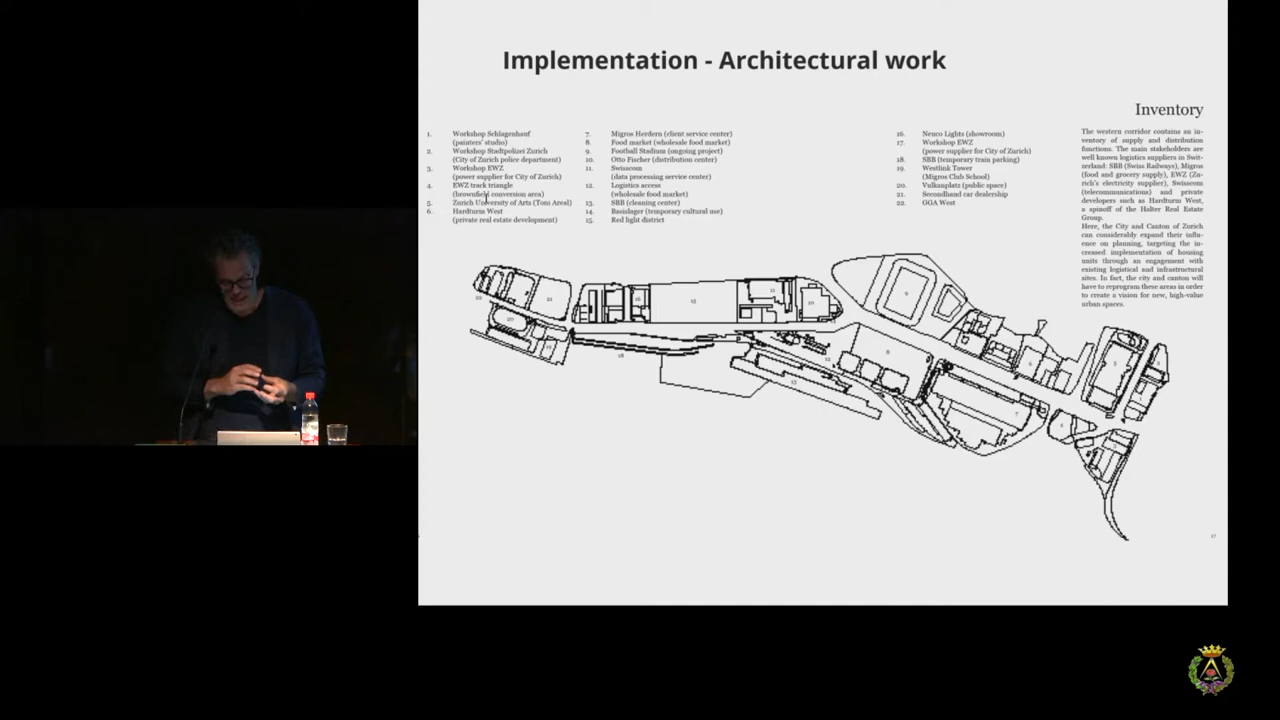 Implementation - Architectural work
Inventory
1. Workshop Schlagenhauf
(painters' studio)
2. Workshop Stadtpolizei Zurich
(City of Zurich police department)
3. Workshop EWZ
(power supplier for City of Zurich)
4. EWZ track triangle
(brownfield conversion area)
5. Zurich University of Arts (Toni Areal)
6. Hardturm West
(private real estate development)
7. Migros Herdern (client service center)
8. Food market (wholesale food market)
9. Football Stadium (ongoing project)
10. Otto Fischer (distribution center)
11. Swisscom
(data processing service center)
12. Logistics access
(wholesale food market)
13. SBB (cleaning center)
14. Basislager (temporary cultural use)
15. Red light district
16. Nenco Lights (showroom)
17. Workshop EWZ
(power supplier for City of Zurich)
18. SBB (temporary train parking)
19. Westlink Tower
(Migros Club School)
20. Vulkanplatz (public space)
21. Secondhand car dealership
22. GGA West
The western corridor contains an in-
ventory of supply and distribution
functions. The main stakeholders are
well known logistics suppliers in Swit-
zerland: SBB (Swiss Railways), Migros
(food and grocery supply), EWZ (Zu-
rich's electricity supplier), Swisscom
(telecommunications) and private
developers such as Hardturm West,
a spinoff of the Halter Real Estate
Group.
Here, the City and Canton of Zurich
can considerably expand their influ-
ence on planning, targeting the in-
creased implementation of housing
units through an engagement with
existing logistical and infrastructural
sites. In fact, the city and canton will
have to reprogram these areas in order
to create a vision for new, high-value
urban spaces.
17